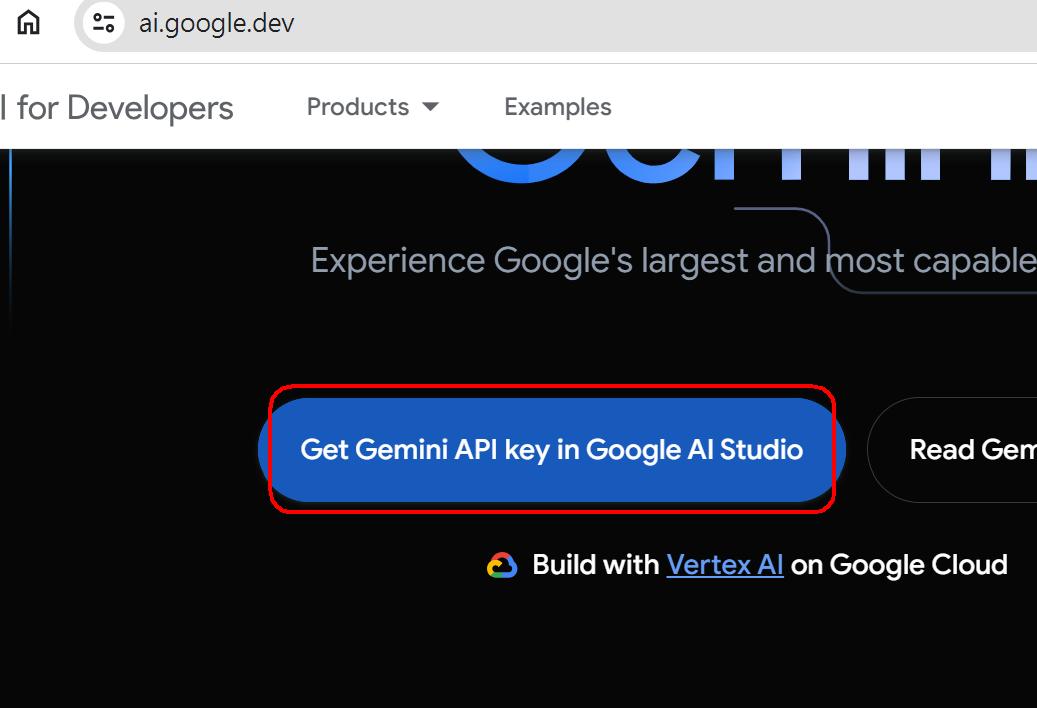 ai.google.dev
for Developers
Products
Examples
Gemini
Experience Google's largest and most capable
Get Gemini API key in Google AI Studio
Read Gem
Build with Vertex AI on Google Cloud